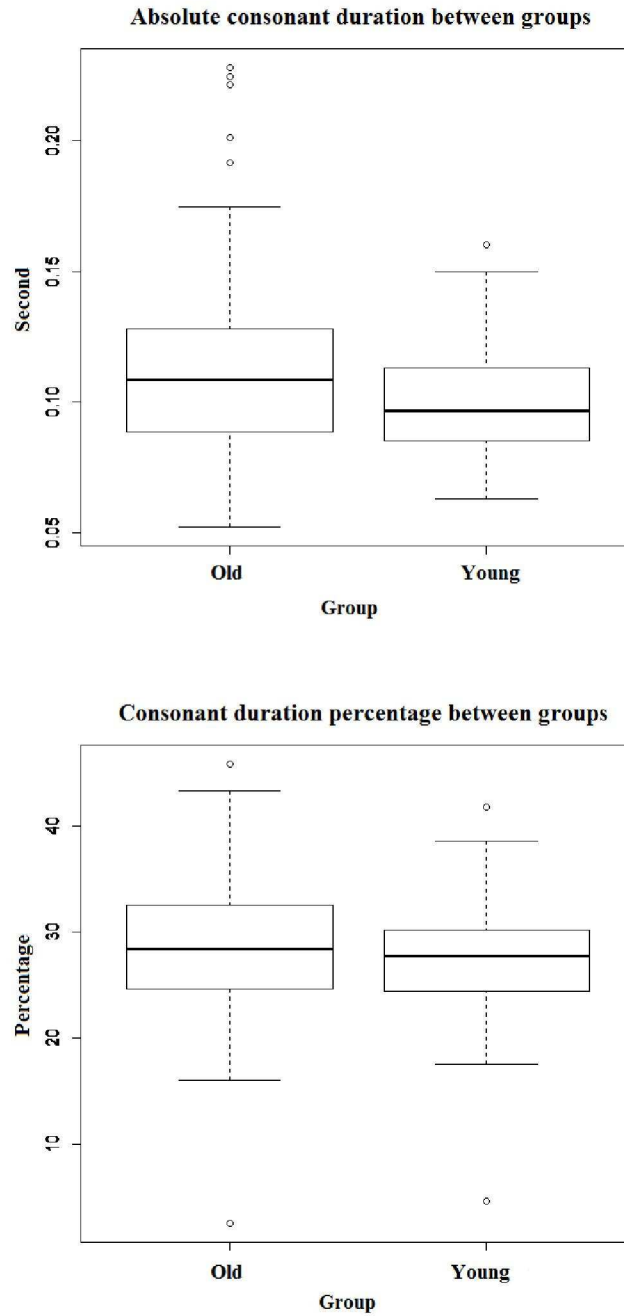 Absolute consonant duration between groups
0.20
0.15
0.10
0.05
Second
Old Young
Group
Consonant duration percentage between groups
40
30
20
10
Percentage
Old Young
Group